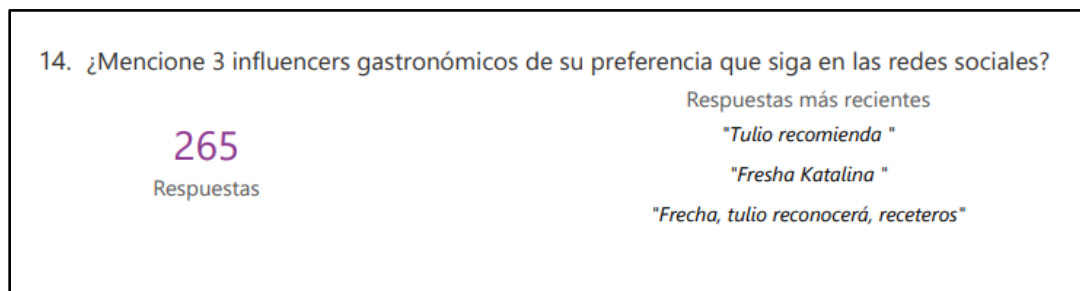 14. ¿Mencione 3 influencers gastronómicos de su preferencia que siga en las redes sociales?
265
Respuestas
Respuestas más recientes
"Tulio recomienda "
"Fresha Katalina "
"Frecha, tulio reconocerá, receteros"